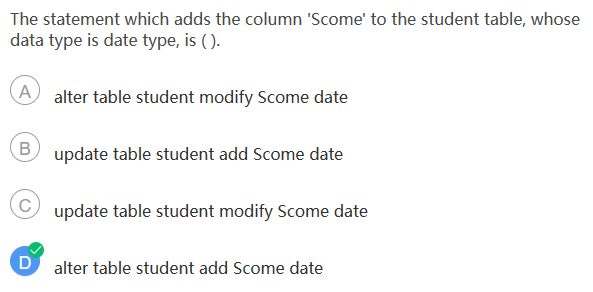 The statement which adds the column 'Scome' to the student table, whose
data type is date type, is ( ).
A alter table student modify Scome date
B update table student add Scome date
C update table student modify Scome date
D alter table student add Scome date